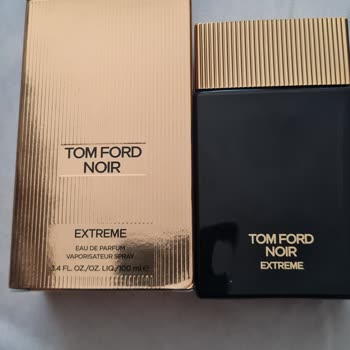 TOM FORD
NOIR
EXTREME
EAU DE PARFUM
VAPORISATEUR SPRAY
3.4 FL. OZ./OZ. LIQ./100 ml ℮
TOM FORD
NOIR
EXTREME